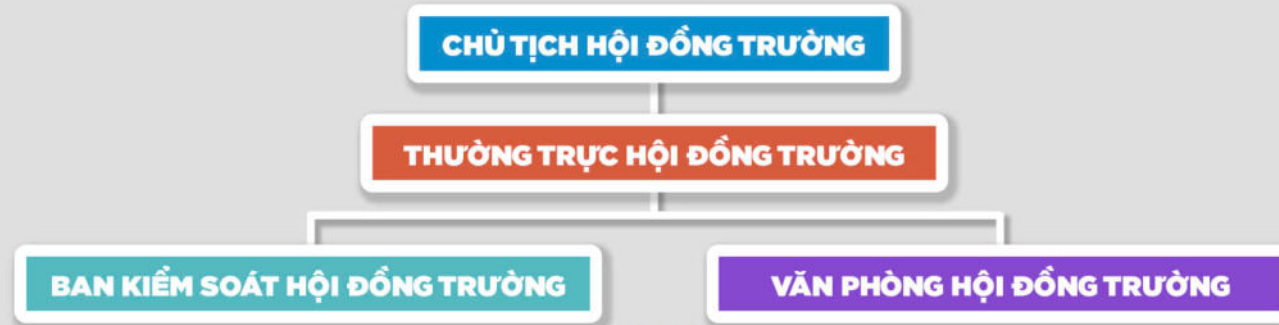 CHỦ TỊCH HỘI ĐỒNG TRƯỜNG
THƯỜNG TRỰC HỘI ĐỒNG TRƯỜNG
BAN KIỂM SOÁT HỘI ĐỒNG TRƯỜNG
VĂN PHÒNG HỘI ĐỒNG TRƯỜNG